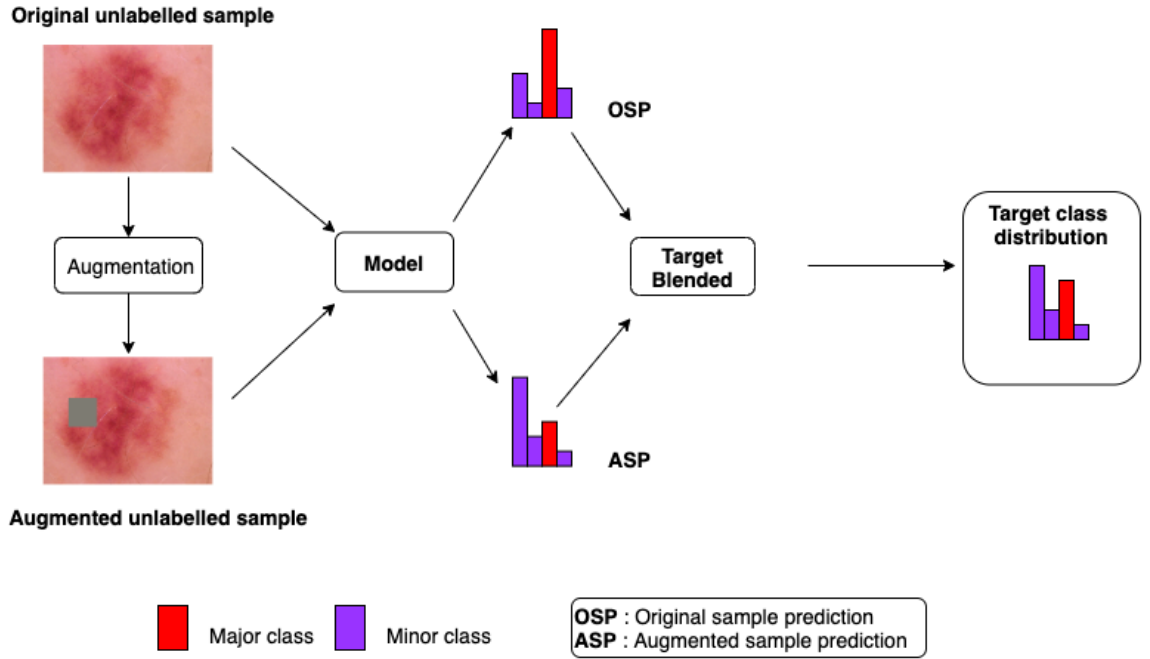 Original unlabelled sample
OSP
Augmentation
Model
Target
Blended
Target class
distribution
ASP
Augmented unlabelled sample
Major class
Minor class
OSP : Original sample prediction
ASP : Augmented sample prediction